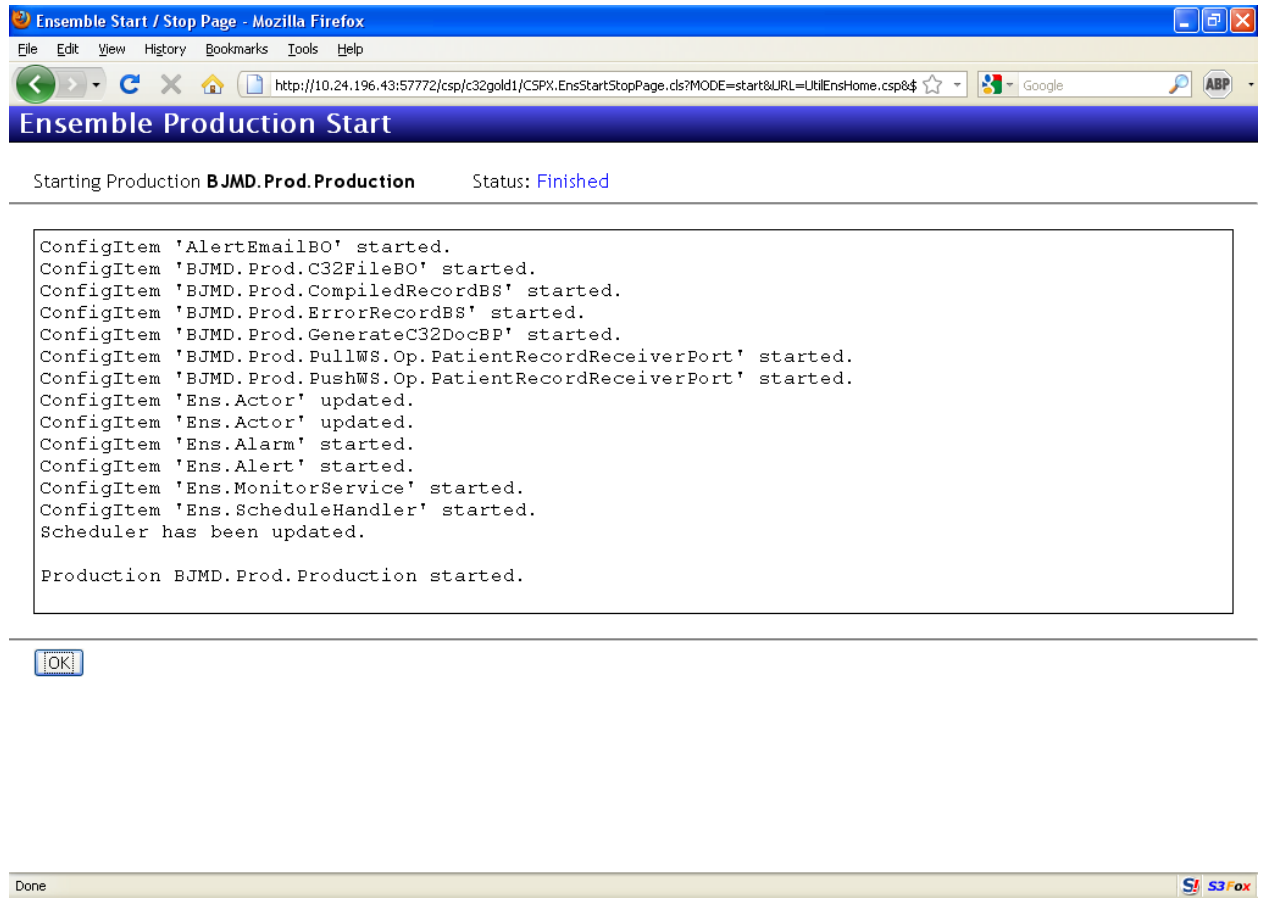 Ensemble Start / Stop Page - Mozilla Firefox
File Edit View History Bookmarks Tools Help
http://10.24.196.43:57772/csp/c32gold1/CSPX.EnsStartStopPage.cls?MODE=start&URL=UtilEnsHome.csp&$ Google ABP
Ensemble Production Start
Starting Production BJMD.Prod.Production Status: Finished
ConfigItem 'AlertEmailBO' started.
ConfigItem 'BJMD.Prod.C32FileBO' started.
ConfigItem 'BJMD.Prod.CompiledRecordBS' started.
ConfigItem 'BJMD.Prod.ErrorRecordBS' started.
ConfigItem 'BJMD.Prod.GenerateC32DocBP' started.
ConfigItem 'BJMD.Prod.PullWS.Op.PatientRecordReceiverPort' started.
ConfigItem 'BJMD.Prod.PushWS.Op.PatientRecordReceiverPort' started.
ConfigItem 'Ens.Actor' updated.
ConfigItem 'Ens.Actor' updated.
ConfigItem 'Ens.Alarm' started.
ConfigItem 'Ens.Alert' started.
ConfigItem 'Ens.MonitorService' started.
ConfigItem 'Ens.ScheduleHandler' started.
Scheduler has been updated.
Production BJMD.Prod.Production started.
OK
Done S! S3Fox